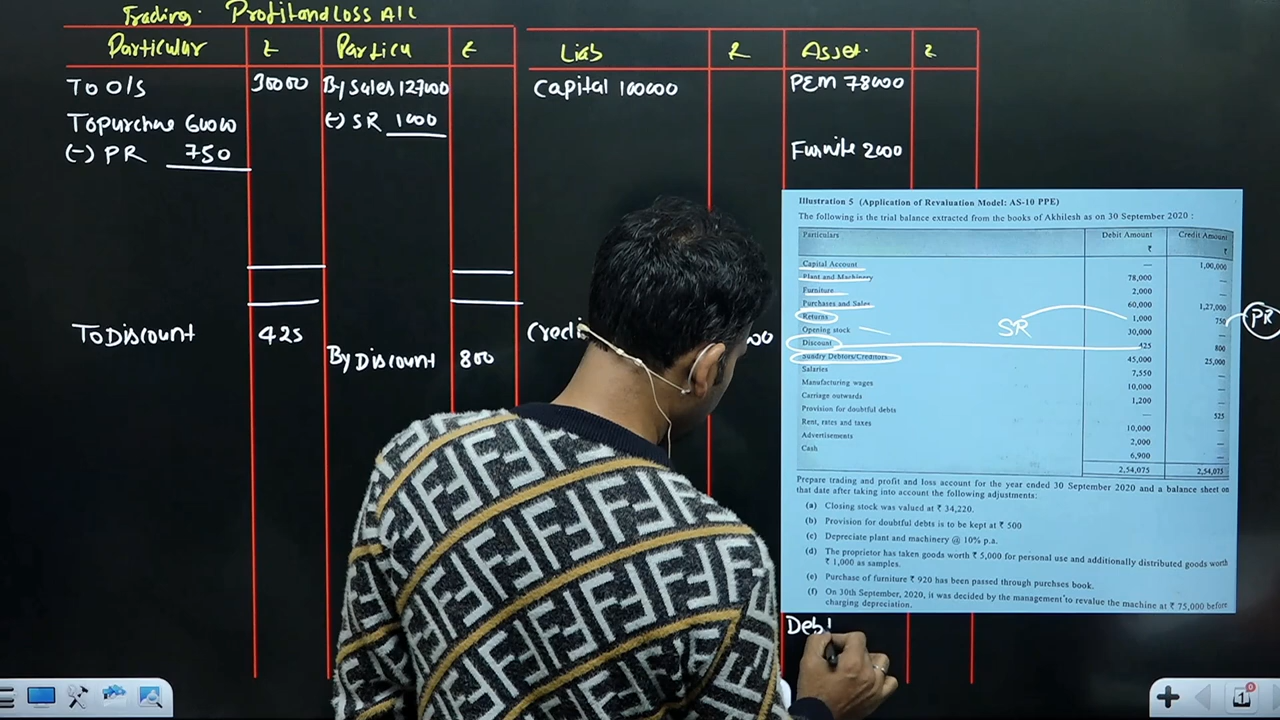 Trading. Profit and Loss A/c
Particular ₹ Particu ₹
To O/S 30000 By Sales 127000
To purchase 60000 (-) SR 1000
(-) PR 750
To Discount 425
By Discount 800
Liab ₹ Asset. ₹
Capital 100000 P&M 78000
Furnite 2000
Debt
SR
PR
Illustration 5 (Application of Revaluation Model: AS-10 PPE)
The following is the trial balance extracted from the books of Akhilesh as on 30 September 2020 :
Particulars Debit Amount ₹ Credit Amount ₹
Capital Account — 1,00,000
Plant and Machinery 78,000 —
Furniture 2,000 —
Purchases and Sales 60,000 1,27,000
Returns 1,000 750
Opening stock 30,000 —
Discount 425 800
Sundry Debtors/Creditors 45,000 25,000
Salaries 7,550 —
Manufacturing wages 10,000 —
Carriage outwards 1,200 —
Provision for doubtful debts — 525
Rent, rates and taxes 10,000 —
Advertisements 2,000 —
Cash 6,900 —
2,54,075 2,54,075
Prepare trading and profit and loss account for the year ended 30 September 2020 and a balance sheet on
that date after taking into account the following adjustments:
(a) Closing stock was valued at ₹ 34,220.
(b) Provision for doubtful debts is to be kept at ₹ 500
(c) Depreciate plant and machinery @ 10% p.a.
(d) The proprietor has taken goods worth ₹ 5,000 for personal use and additionally distributed goods worth
₹ 1,000 as samples.
(e) Purchase of furniture ₹ 920 has been passed through purchses book.
(f) On 30th September, 2020, it was decided by the management to revalue the machine at ₹ 75,000 before
charging depreciation.